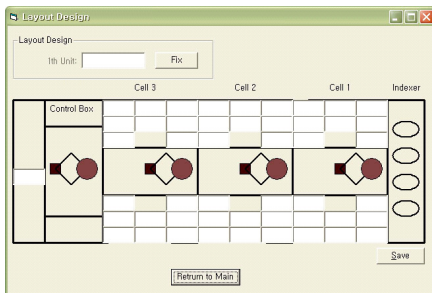 Layout Design
Layout Design
1th Unit:
Fix
Cell 3 Cell 2 Cell 1 Indexer
Control Box
Save
Retrurn to Main